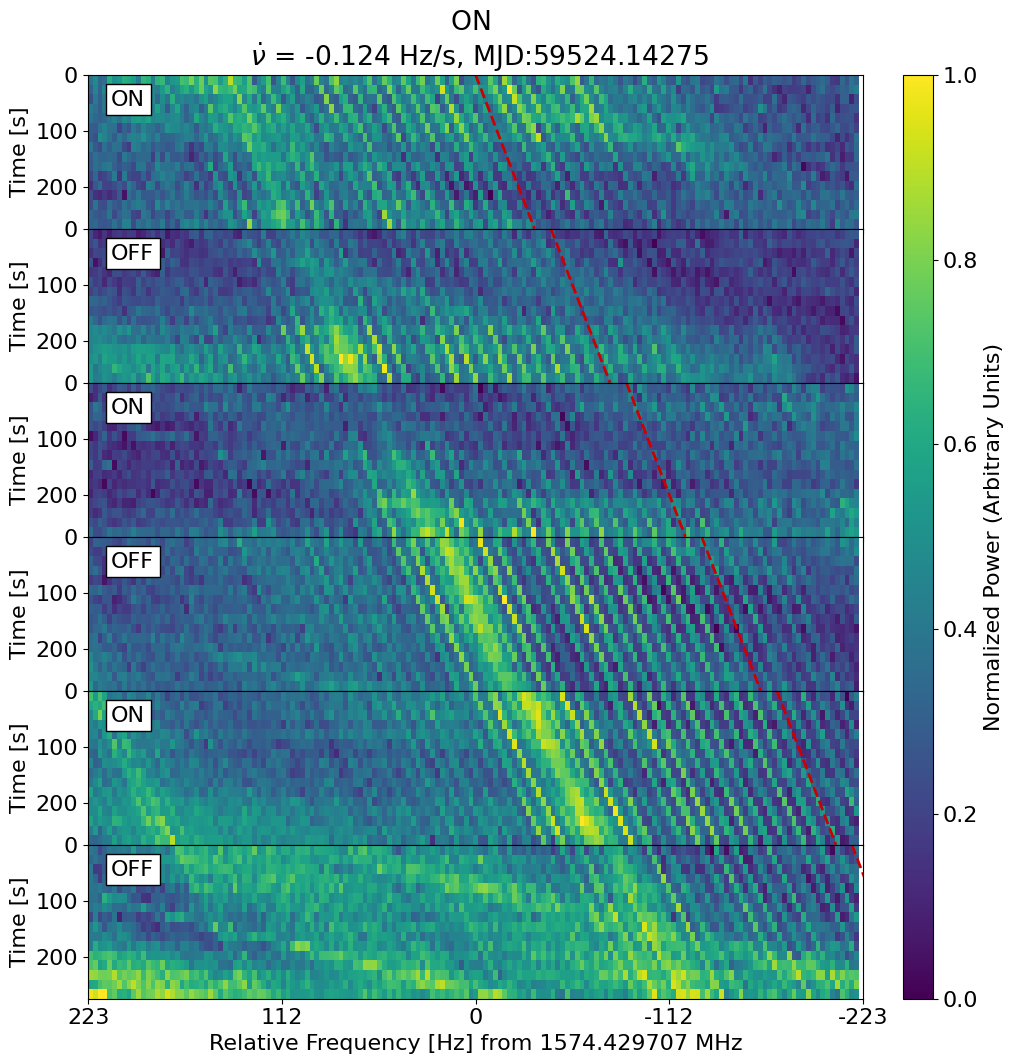 ON
ν̇ = -0.124 Hz/s, MJD:59524.14275
0
ON
100
200
Time [s]
0
OFF
100
200
Time [s]
0
ON
100
200
Time [s]
0
OFF
100
200
Time [s]
0
ON
100
200
Time [s]
0
OFF
100
200
Time [s]
223 112 0 -112 -223
Relative Frequency [Hz] from 1574.429707 MHz
1.0
0.8
0.6
0.4
0.2
0.0
Normalized Power (Arbitrary Units)